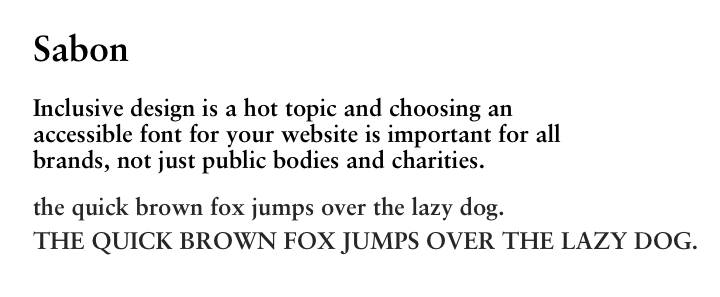 Sabon
Inclusive design is a hot topic and choosing an
accessible font for your website is important for all
brands, not just public bodies and charities.
the quick brown fox jumps over the lazy dog.
THE QUICK BROWN FOX JUMPS OVER THE LAZY DOG.